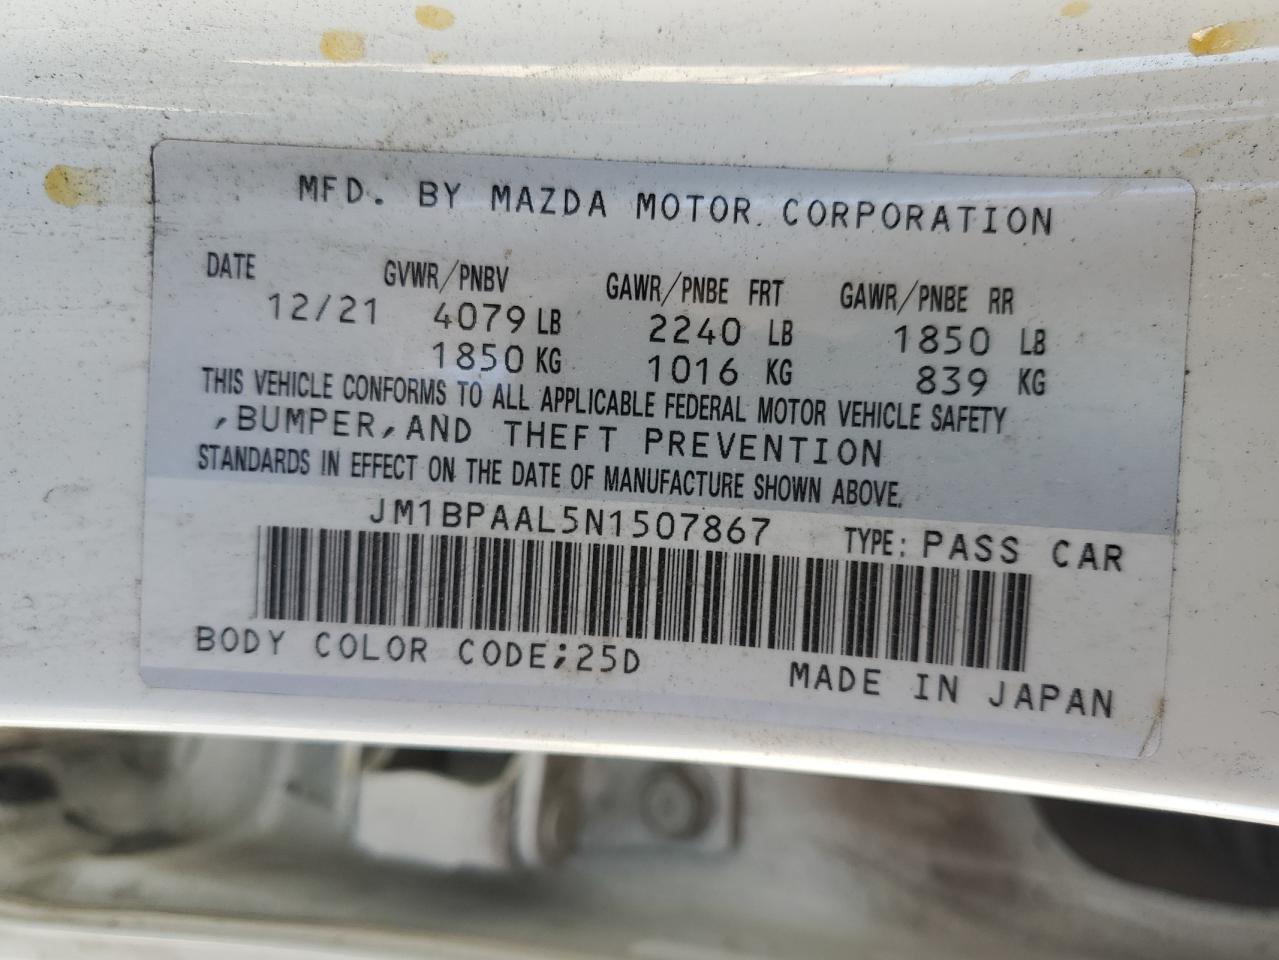 MFD. BY MAZDA MOTOR CORPORATION
DATE GVWR/PNBV GAWR/PNBE FRT GAWR/PNBE RR
12/21 4079 LB 2240 LB 1850 LB
1850 KG 1016 KG 839 KG
THIS VEHICLE CONFORMS TO ALL APPLICABLE FEDERAL MOTOR VEHICLE SAFETY
,BUMPER,AND THEFT PREVENTION
STANDARDS IN EFFECT ON THE DATE OF MANUFACTURE SHOWN ABOVE.
JM1BPAAL5N1507867 TYPE: PASS CAR
BODY COLOR CODE;25D MADE IN JAPAN